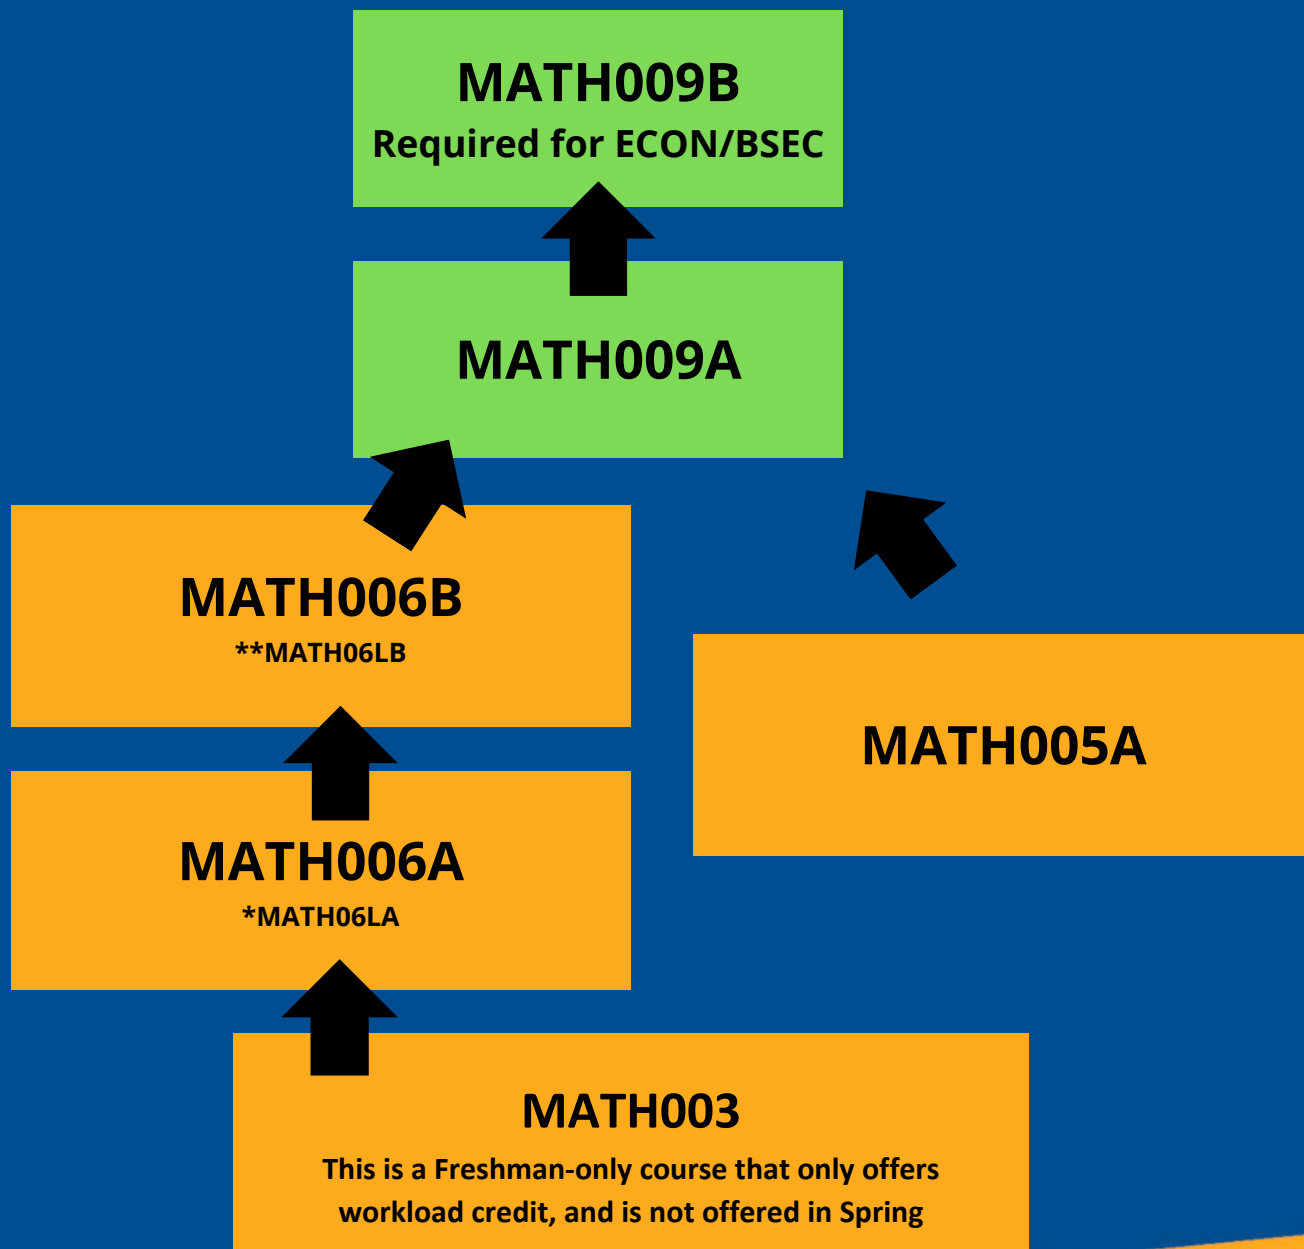 MATH009B
Required for ECON/BSEC
MATH009A
MATH006B
**MATH06LB
MATH005A
MATH006A
*MATH06LA
MATH003
This is a Freshman-only course that only offers
workload credit, and is not offered in Spring